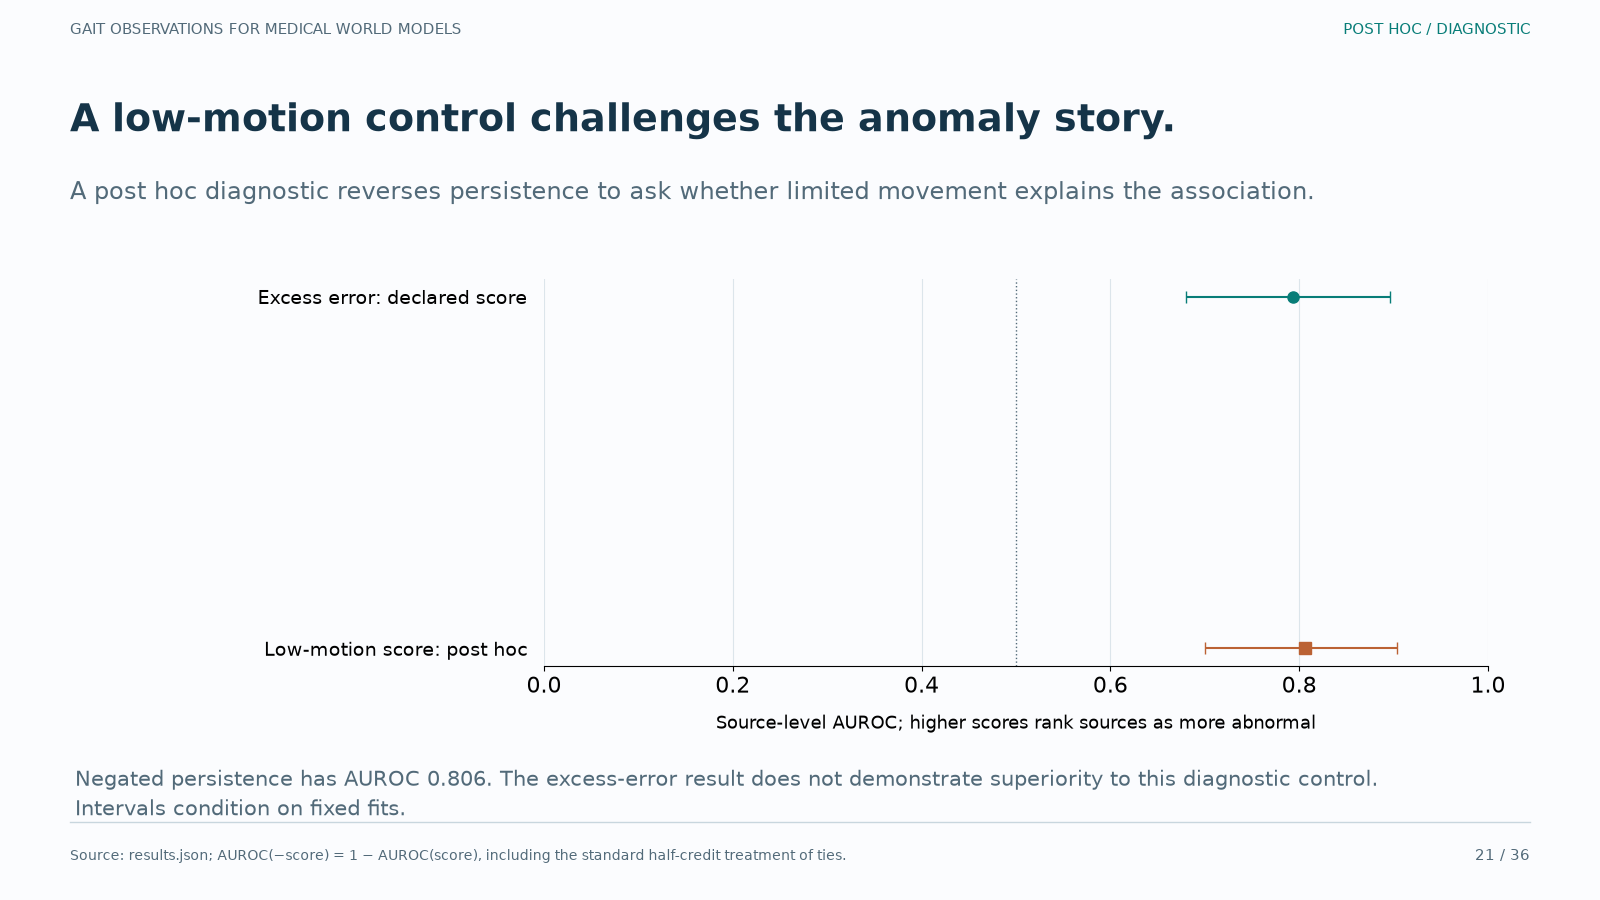 GAIT OBSERVATIONS FOR MEDICAL WORLD MODELS
POST HOC / DIAGNOSTIC
A low-motion control challenges the anomaly story.
A post hoc diagnostic reverses persistence to ask whether limited movement explains the association.
Excess error: declared score
Low-motion score: post hoc
0.0 0.2 0.4 0.6 0.8 1.0
Source-level AUROC; higher scores rank sources as more abnormal
Negated persistence has AUROC 0.806. The excess-error result does not demonstrate superiority to this diagnostic control.
Intervals condition on fixed fits.
Source: results.json; AUROC(−score) = 1 − AUROC(score), including the standard half-credit treatment of ties.
21 / 36